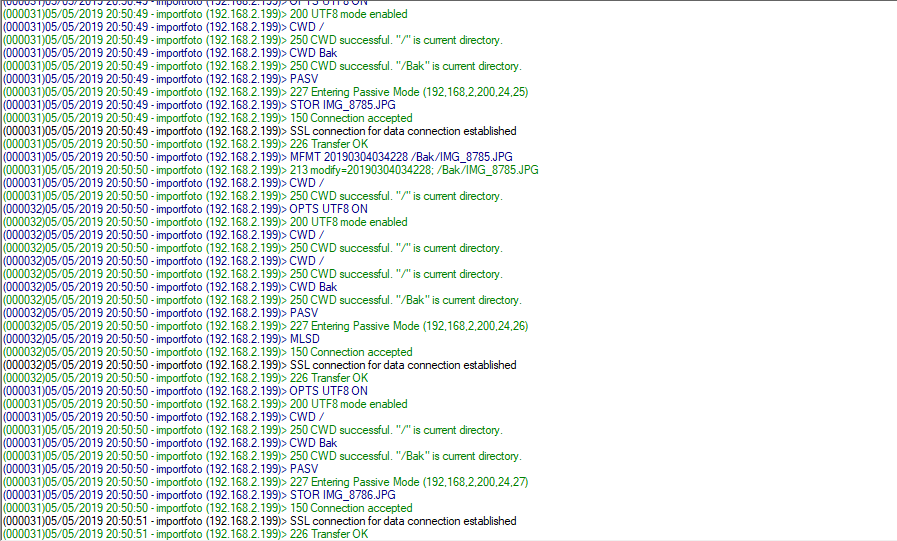 (000031)05/05/2019 20:50:49 - importfoto (192.168.2.199)> OPTS UTF8 ON
(000031)05/05/2019 20:50:49 - importfoto (192.168.2.199)> 200 UTF8 mode enabled
(000031)05/05/2019 20:50:49 - importfoto (192.168.2.199)> CWD /
(000031)05/05/2019 20:50:49 - importfoto (192.168.2.199)> 250 CWD successful. "/" is current directory.
(000031)05/05/2019 20:50:49 - importfoto (192.168.2.199)> CWD Bak
(000031)05/05/2019 20:50:49 - importfoto (192.168.2.199)> 250 CWD successful. "/Bak" is current directory.
(000031)05/05/2019 20:50:49 - importfoto (192.168.2.199)> PASV
(000031)05/05/2019 20:50:49 - importfoto (192.168.2.199)> 227 Entering Passive Mode (192,168,2,200,24,25)
(000031)05/05/2019 20:50:49 - importfoto (192.168.2.199)> STOR IMG_8785.JPG
(000031)05/05/2019 20:50:49 - importfoto (192.168.2.199)> 150 Connection accepted
(000031)05/05/2019 20:50:49 - importfoto (192.168.2.199)> SSL connection for data connection established
(000031)05/05/2019 20:50:50 - importfoto (192.168.2.199)> 226 Transfer OK
(000031)05/05/2019 20:50:50 - importfoto (192.168.2.199)> MFMT 20190304034228 /Bak/IMG_8785.JPG
(000031)05/05/2019 20:50:50 - importfoto (192.168.2.199)> 213 modify=20190304034228; /Bak/IMG_8785.JPG
(000031)05/05/2019 20:50:50 - importfoto (192.168.2.199)> CWD /
(000031)05/05/2019 20:50:50 - importfoto (192.168.2.199)> 250 CWD successful. "/" is current directory.
(000032)05/05/2019 20:50:50 - importfoto (192.168.2.199)> OPTS UTF8 ON
(000032)05/05/2019 20:50:50 - importfoto (192.168.2.199)> 200 UTF8 mode enabled
(000032)05/05/2019 20:50:50 - importfoto (192.168.2.199)> CWD /
(000032)05/05/2019 20:50:50 - importfoto (192.168.2.199)> 250 CWD successful. "/" is current directory.
(000032)05/05/2019 20:50:50 - importfoto (192.168.2.199)> CWD /
(000032)05/05/2019 20:50:50 - importfoto (192.168.2.199)> 250 CWD successful. "/" is current directory.
(000032)05/05/2019 20:50:50 - importfoto (192.168.2.199)> CWD Bak
(000032)05/05/2019 20:50:50 - importfoto (192.168.2.199)> 250 CWD successful. "/Bak" is current directory.
(000032)05/05/2019 20:50:50 - importfoto (192.168.2.199)> PASV
(000032)05/05/2019 20:50:50 - importfoto (192.168.2.199)> 227 Entering Passive Mode (192,168,2,200,24,26)
(000032)05/05/2019 20:50:50 - importfoto (192.168.2.199)> MLSD
(000032)05/05/2019 20:50:50 - importfoto (192.168.2.199)> 150 Connection accepted
(000032)05/05/2019 20:50:50 - importfoto (192.168.2.199)> SSL connection for data connection established
(000032)05/05/2019 20:50:50 - importfoto (192.168.2.199)> 226 Transfer OK
(000031)05/05/2019 20:50:50 - importfoto (192.168.2.199)> OPTS UTF8 ON
(000031)05/05/2019 20:50:50 - importfoto (192.168.2.199)> 200 UTF8 mode enabled
(000031)05/05/2019 20:50:50 - importfoto (192.168.2.199)> CWD /
(000031)05/05/2019 20:50:50 - importfoto (192.168.2.199)> 250 CWD successful. "/" is current directory.
(000031)05/05/2019 20:50:50 - importfoto (192.168.2.199)> CWD Bak
(000031)05/05/2019 20:50:50 - importfoto (192.168.2.199)> 250 CWD successful. "/Bak" is current directory.
(000031)05/05/2019 20:50:50 - importfoto (192.168.2.199)> PASV
(000031)05/05/2019 20:50:50 - importfoto (192.168.2.199)> 227 Entering Passive Mode (192,168,2,200,24,27)
(000031)05/05/2019 20:50:50 - importfoto (192.168.2.199)> STOR IMG_8786.JPG
(000031)05/05/2019 20:50:50 - importfoto (192.168.2.199)> 150 Connection accepted
(000031)05/05/2019 20:50:51 - importfoto (192.168.2.199)> SSL connection for data connection established
(000031)05/05/2019 20:50:51 - importfoto (192.168.2.199)> 226 Transfer OK